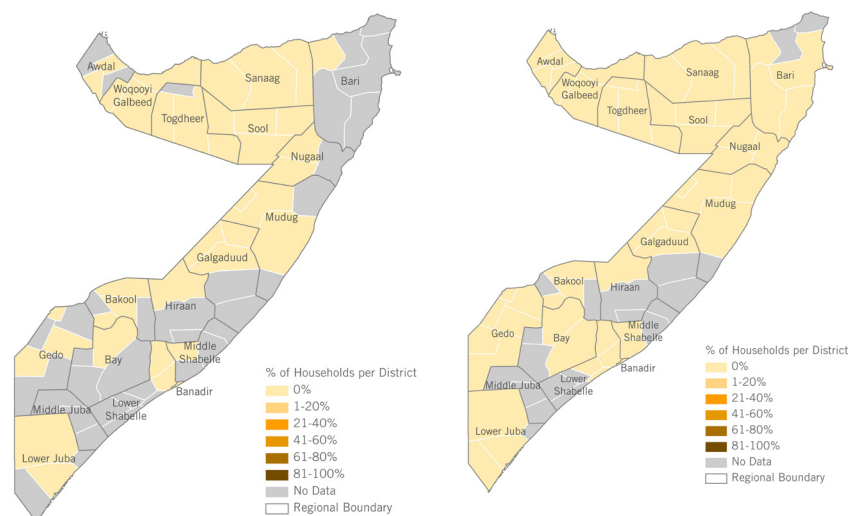 Awdal
Woqooyi
Galbeed
Togdheer
Sanaag
Sool
Bari
Nugaal
Mudug
Galgaduud
Bakool
Hiraan
Gedo
Bay
Middle
Shabelle
Banadir
Lower
Shabelle
Middle Juba
Lower Juba
% of Households per District
0%
1-20%
21-40%
41-60%
61-80%
81-100%
No Data
Regional Boundary
Awdal
Woqooyi
Galbeed
Togdheer
Sanaag
Sool
Bari
Nugaal
Mudug
Galgaduud
Bakool
Hiraan
Gedo
Bay
Middle
Shabelle
Banadir
Lower
Shabelle
Middle Juba
Lower Juba
% of Households per District
0%
1-20%
21-40%
41-60%
61-80%
81-100%
No Data
Regional Boundary